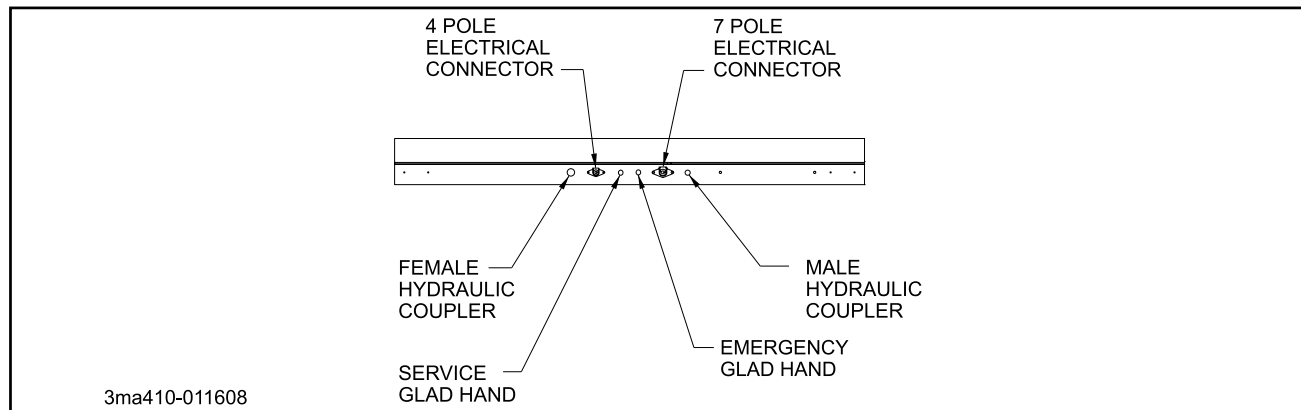 4 POLE
ELECTRICAL
CONNECTOR
7 POLE
ELECTRICAL
CONNECTOR
FEMALE
HYDRAULIC
COUPLER
MALE
HYDRAULIC
COUPLER
SERVICE
GLAD HAND
EMERGENCY
GLAD HAND
3ma410-011608